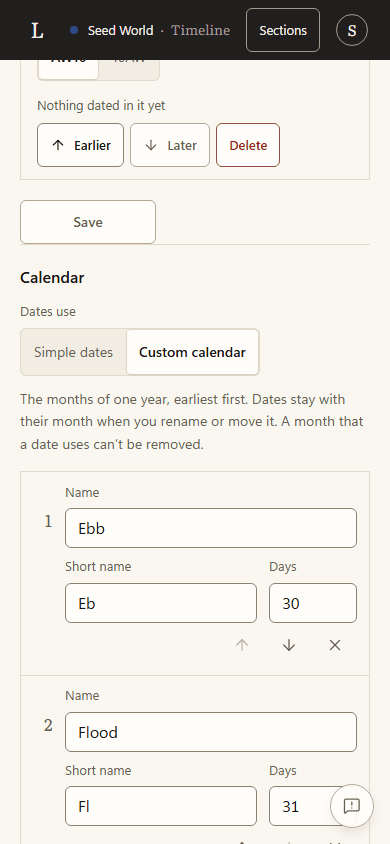 L
Seed World · Timeline
Sections
S
Nothing dated in it yet
Earlier
Later
Delete
Save
Calendar
Dates use
Simple dates
Custom calendar
The months of one year, earliest first. Dates stay with
their month when you rename or move it. A month that
a date uses can’t be removed.
Name
1
Ebb
Short name
Days
Eb
30
Name
2
Flood
Short name
Days
Fl
31